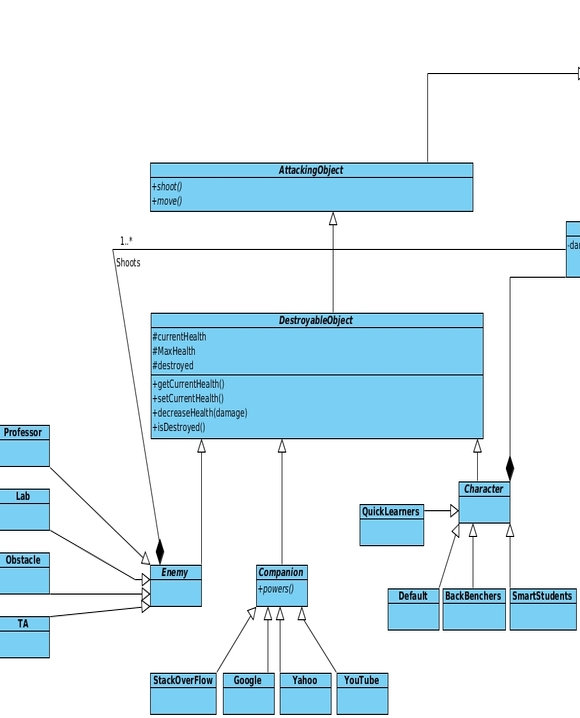 AttackingObject
+shoot()
+move()
1..*
Shoots
-da
DestroyableObject
#currentHealth
#MaxHealth
#destroyed
+getCurrentHealth()
+setCurrentHealth()
+decreaseHealth(damage)
+isDestroyed()
Professor
Lab
Obstacle
TA
Enemy
Companion
+powers()
Character
QuickLearners
Default
BackBenchers
SmartStudents
StackOverFlow
Google
Yahoo
YouTube